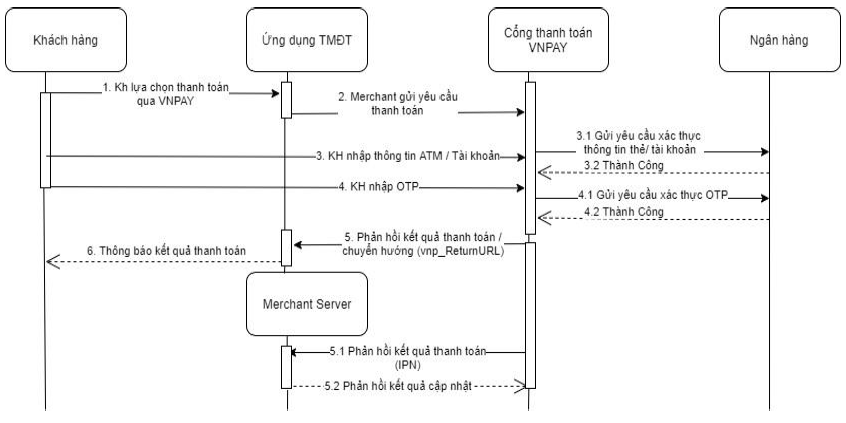 Khách hàng
Ứng dụng TMĐT
Cổng thanh toán
VNPAY
Ngân hàng
1. Kh lựa chọn thanh toán
qua VNPAY
2. Merchant gửi yêu cầu
thanh toán
3.1 Gửi yêu cầu xác thực
thông tin thẻ/ tài khoản
3. KH nhập thông tin ATM / Tài khoản
3.2 Thành Công
4. KH nhập OTP
4.1 Gửi yêu cầu xác thực OTP
4.2 Thành Công
5. Phản hồi kết quả thanh toán /
chuyển hướng (vnp_ReturnURL)
6. Thông báo kết quả thanh toán
Merchant Server
5.1 Phản hồi kết quả thanh toán
(IPN)
5.2 Phản hồi kết quả cập nhật